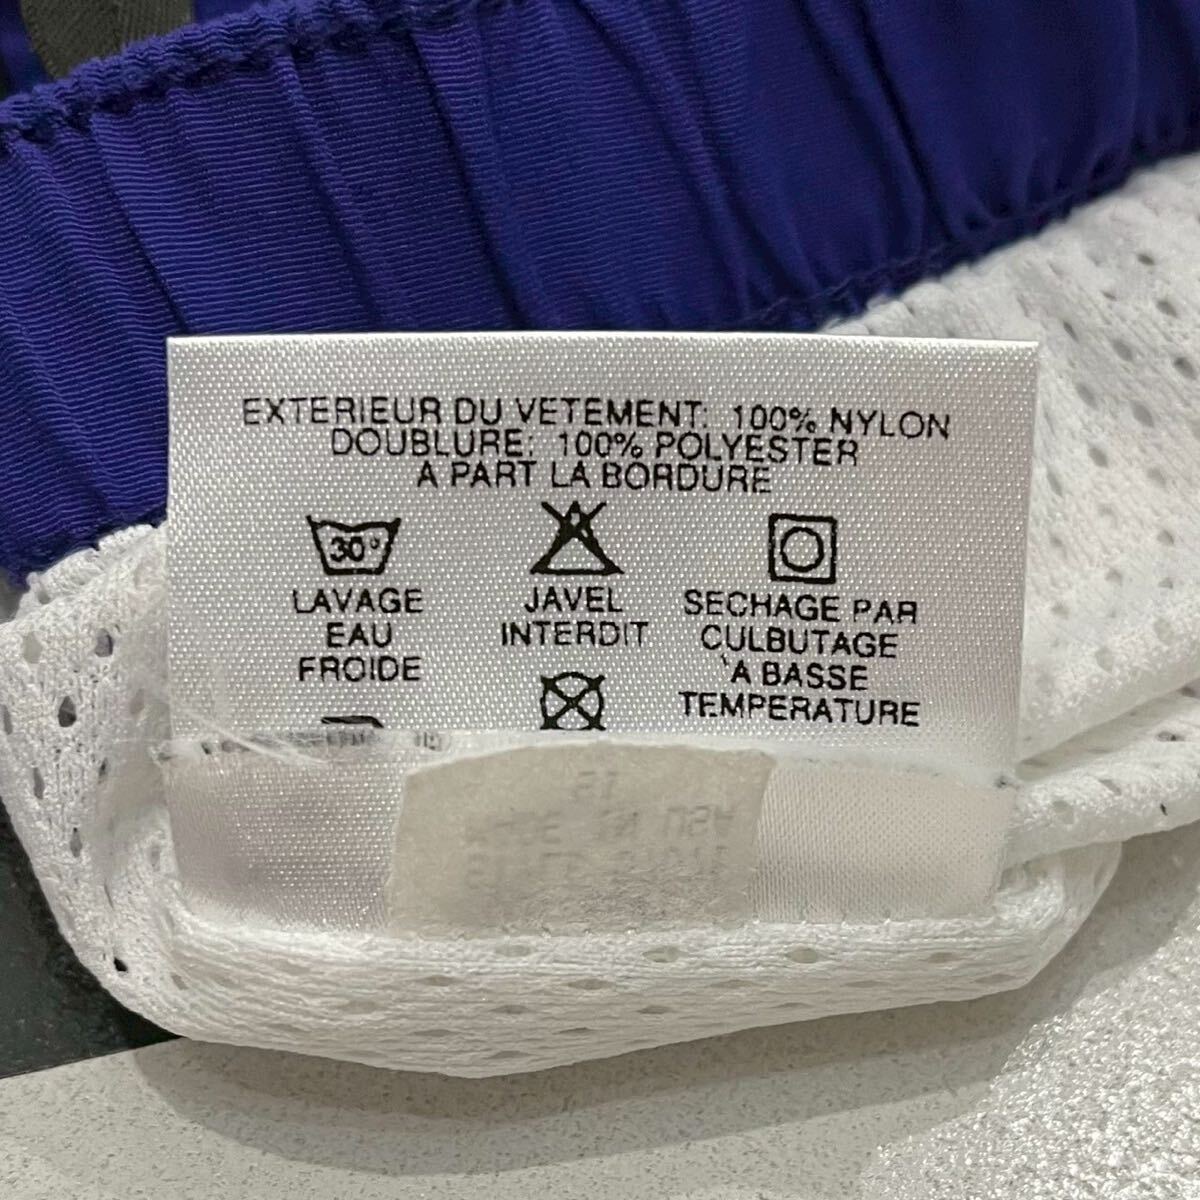 EXTERIEUR DU VETEMENT: 100% NYLON
DOUBLURE: 100% POLYESTER
A PART LA BORDURE
30°
LAVAGE
EAU
FROIDE
JAVEL
INTERDIT
SECHAGE PAR
CULBUTAGE
`A BASSE
TEMPERATURE